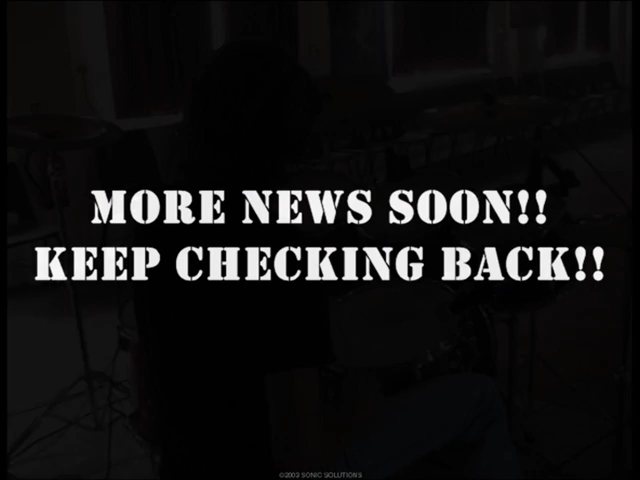 MORE NEWS SOON!!
KEEP CHECKING BACK!!
©2003 SONIC SOLUTIONS